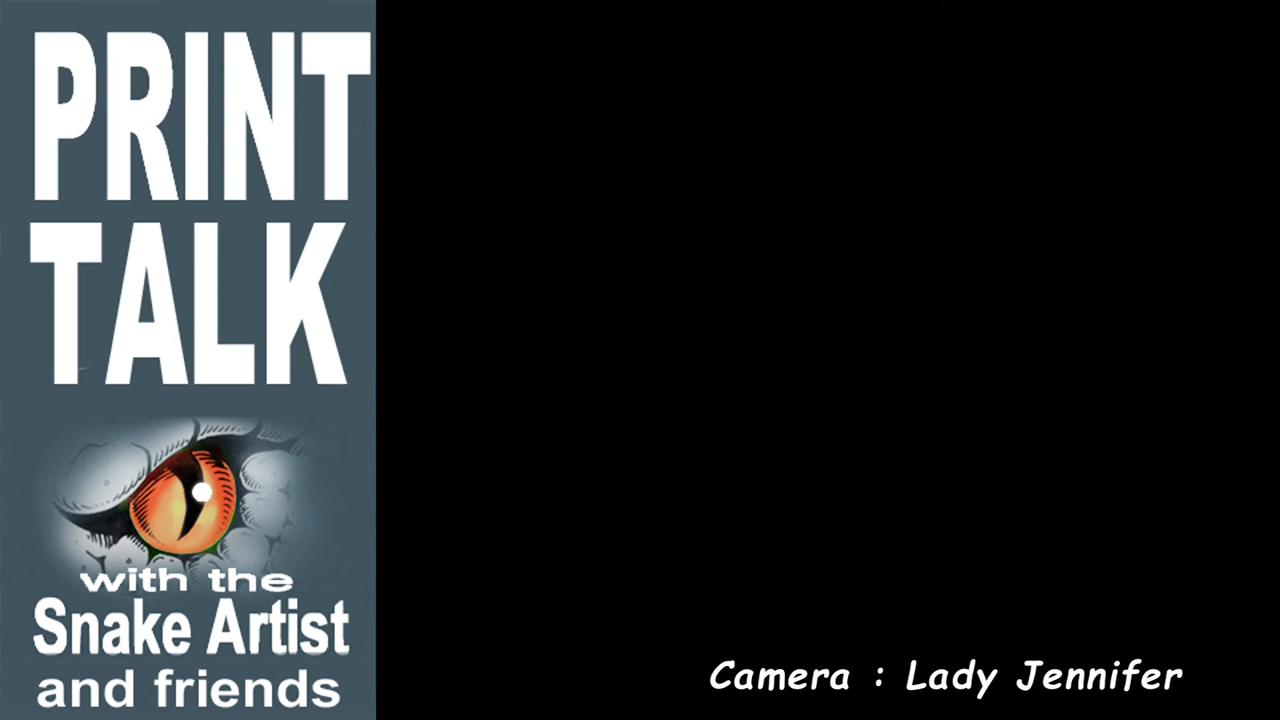 PRINT
TALK
with the
Snake Artist
and friends
Camera : Lady Jennifer